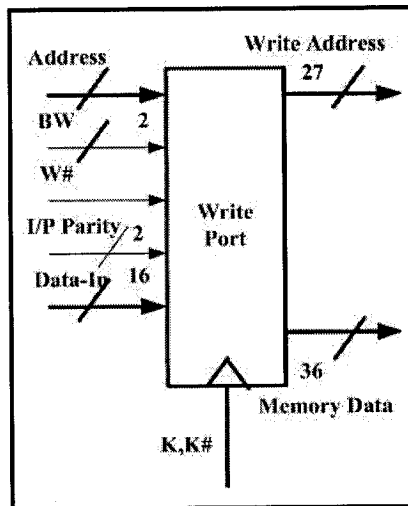 Write Address
Address
27
BW
2
W#
Write
Port
I/P Parity
2
Data-In
16
36
Memory Data
K,K#